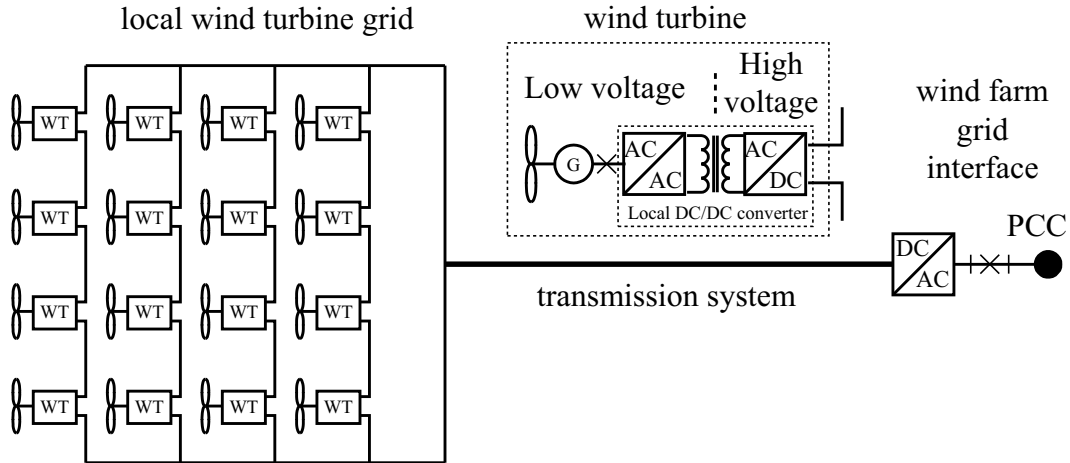 local wind turbine grid
wind turbine
Low voltage
High
voltage
wind farm
grid
interface
G
AC
AC
AC
DC
Local DC/DC converter
WT WT WT WT
WT WT WT WT
WT WT WT WT
WT WT WT WT
transmission system
DC
AC
PCC